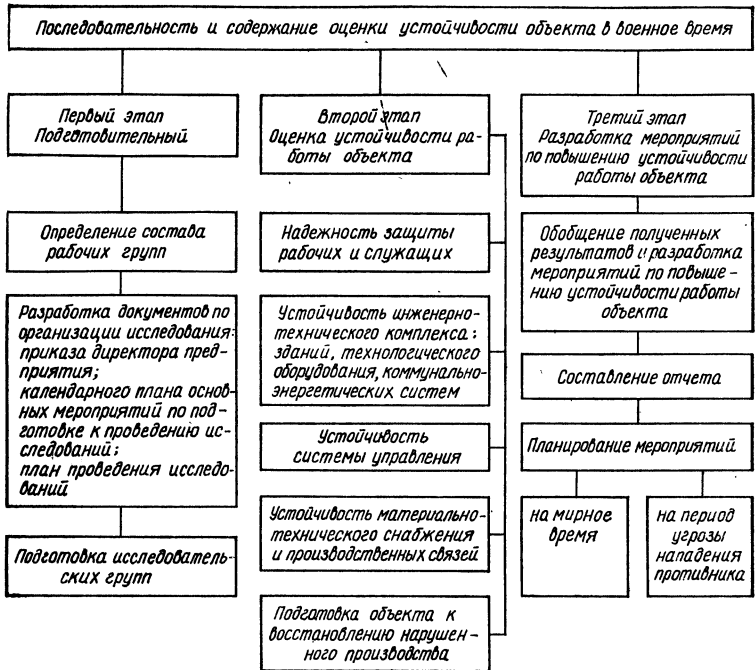 Последовательность и содержание оценки устойчивости объекта в военное время
Первый этап
Подготовительный
Определение состава
рабочих групп
Разработка документов по
организации исследования:
приказа директора пред-
приятия;
календарного плана основ-
ных мероприятий по под-
готовке к проведению ис-
следований;
план проведения исследо-
ваний
Подготовка исследователь-
ских групп
Второй этап
Оценка устойчивости ра-
боты объекта
Надежность защиты
рабочих и служащих
Устойчивость инженерно-
технического комплекса:
зданий, технологического
оборудования, коммунально-
энергетических систем
Устойчивость
системы управления
Устойчивость материально-
технического снабжения
и производственных связей
Подготовка объекта к
восстановлению нарушен-
ного производства
Третий этап
Разработка мероприятий
по повышению устойчивости
работы объекта
Обобщение полученных
результатов и разработка
мероприятий по повыше-
нию устойчивости работы
объекта
Составление отчета
Планирование мероприятий
на мирное
время
на период
угрозы
нападения
противника